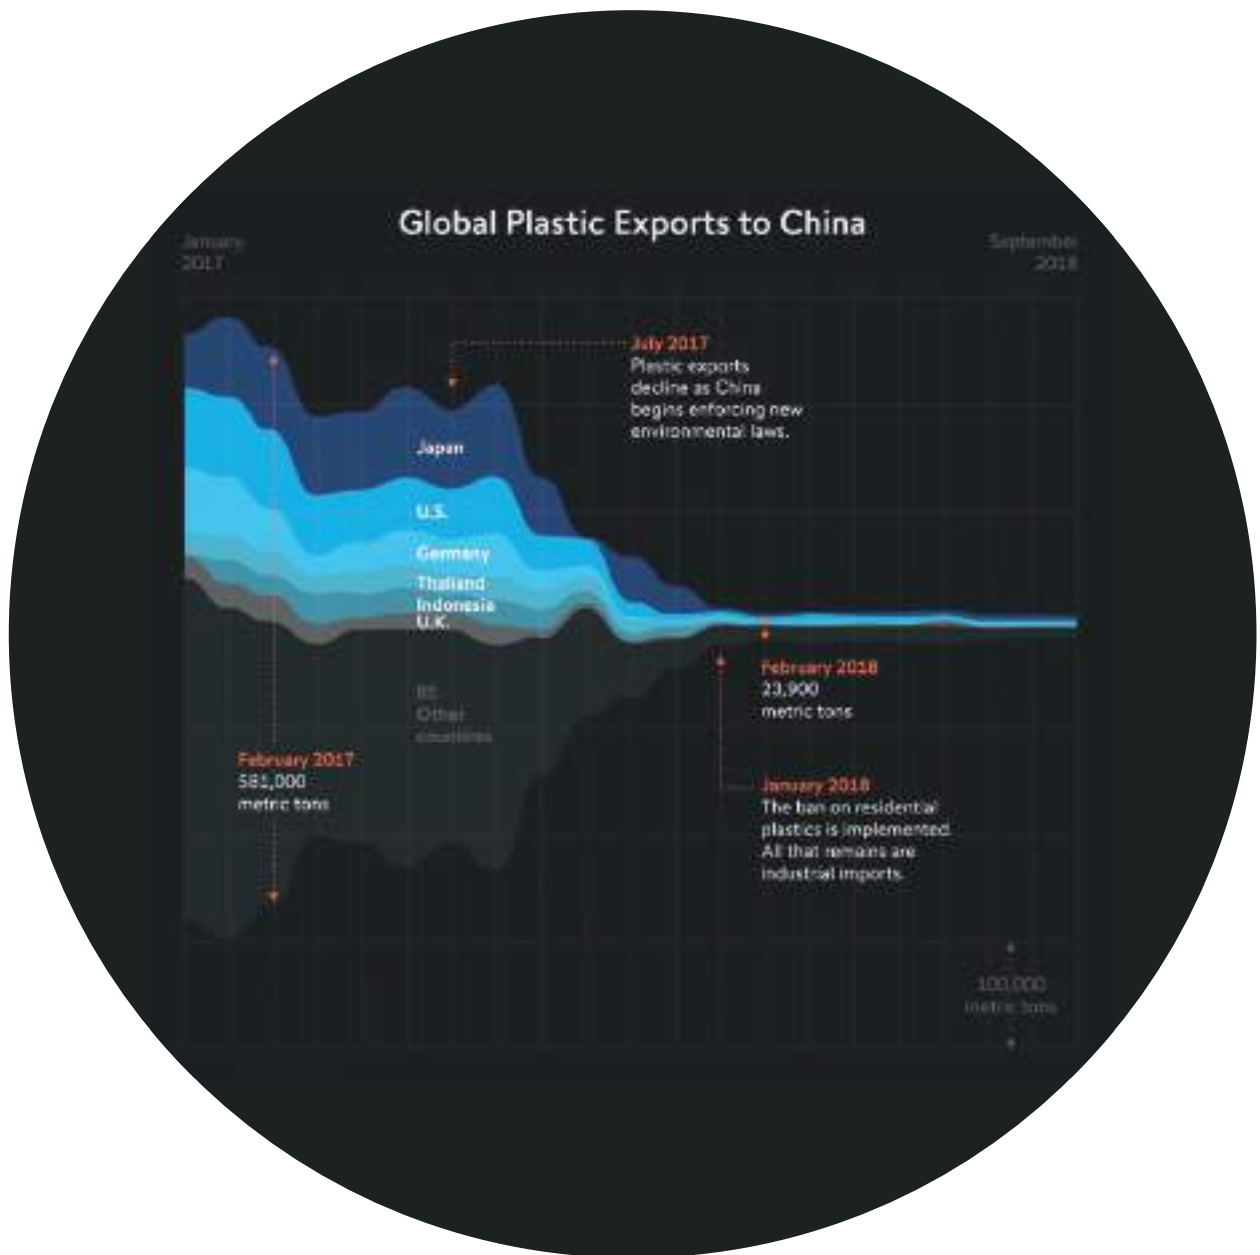 Global Plastic Exports to China
January
2017
September
2018
July 2017
Plastic exports
decline as China
begins enforcing new
environmental laws.
Japan
U.S.
Germany
Thailand
Indonesia
U.K.
Other
countries
February 2017
581,000
metric tons
February 2018
23,900
metric tons
January 2018
The ban on residential
plastics is implemented.
All that remains are
industrial imports.
100,000
metric tons